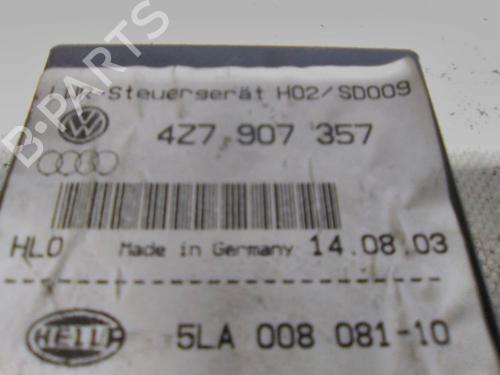 LWR-Steuergerät H02/SD009
4Z7 907 357
HLO Made in Germany 14.08.03
HELLA 5LA 008 081-10
B-PARTS